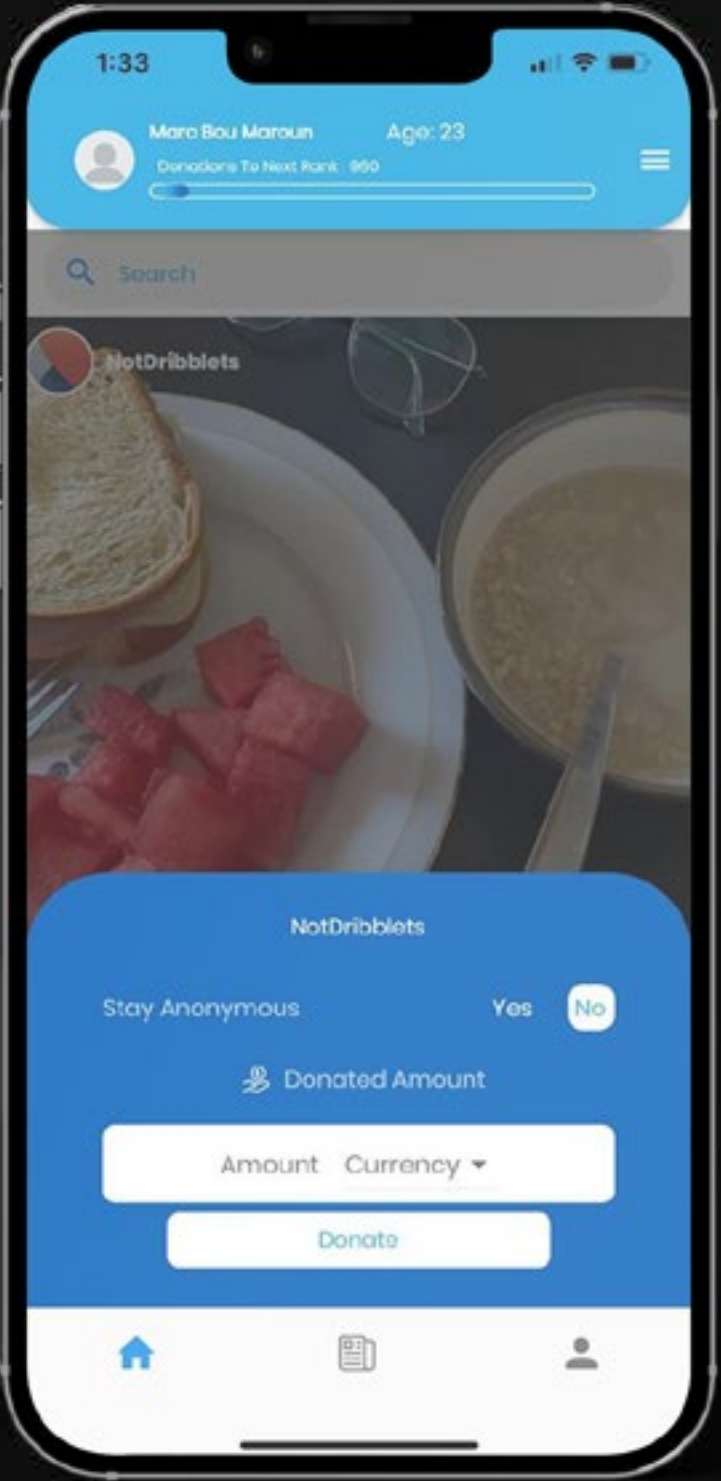 1:33
Marc Bou Maroun Age: 23
Donations To Next Rank 960
Search
NotDribblets
NotDribblets
Stay Anonymous Yes No
Donated Amount
Amount Currency
Donate